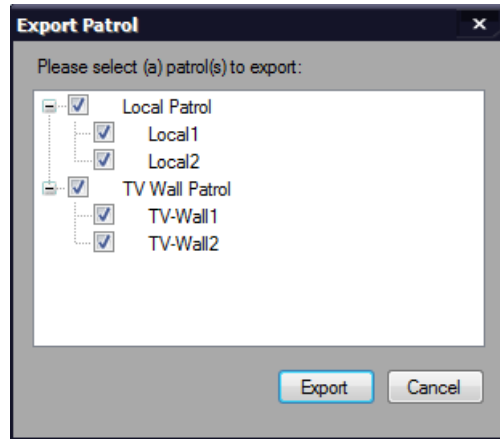 Export Patrol
Please select (a) patrol(s) to export:
Local Patrol
Local1
Local2
TV Wall Patrol
TV-Wall1
TV-Wall2
Export Cancel